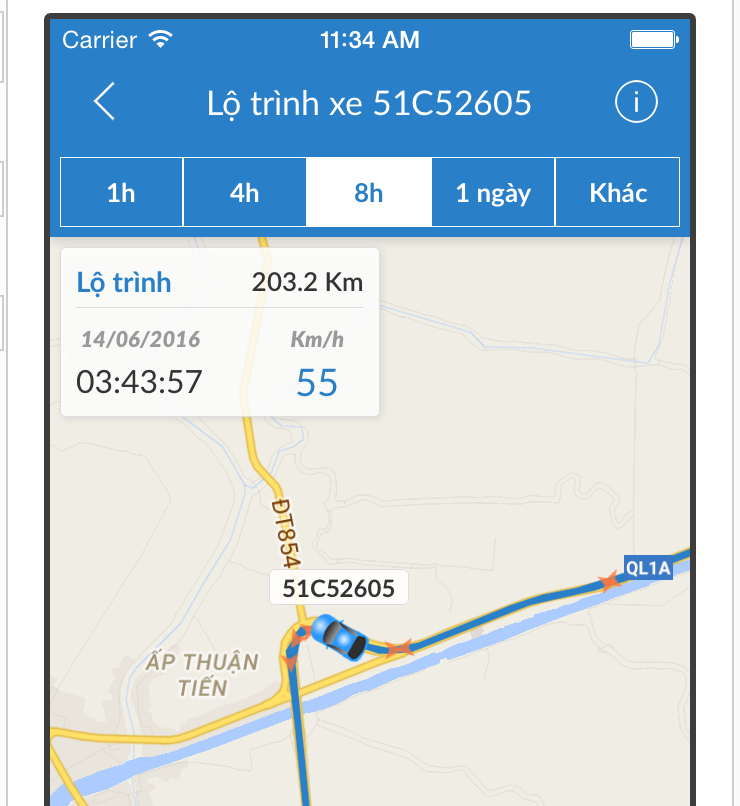 Carrier 11:34 AM
Lộ trình xe 51C52605
1h 4h 8h 1 ngày Khác
Lộ trình 203.2 Km
14/06/2016 Km/h
03:43:57 55
ĐT854
QL1A
51C52605
ẤP THUẬN
TIẾN